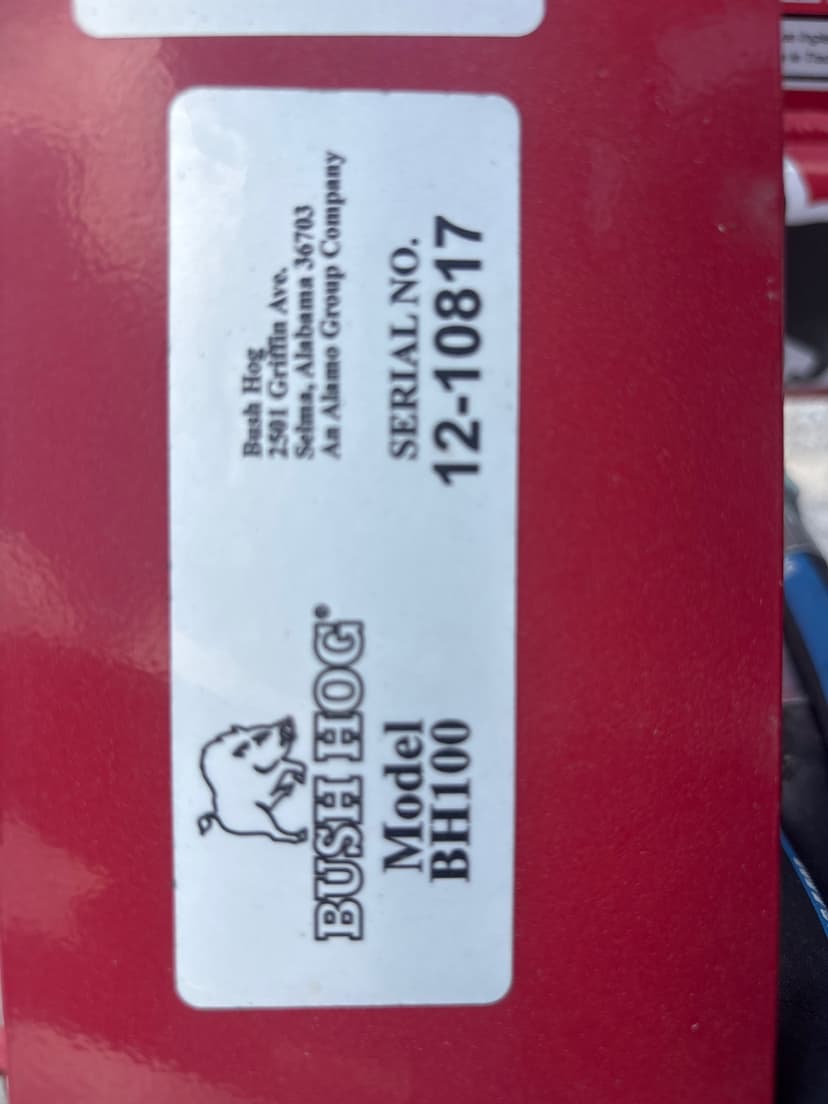 BUSH HOG®
Model
BH100
Bush Hog
2501 Griffin Ave.
Selma, Alabama 36703
An Alamo Group Company
SERIAL NO.
12-10817